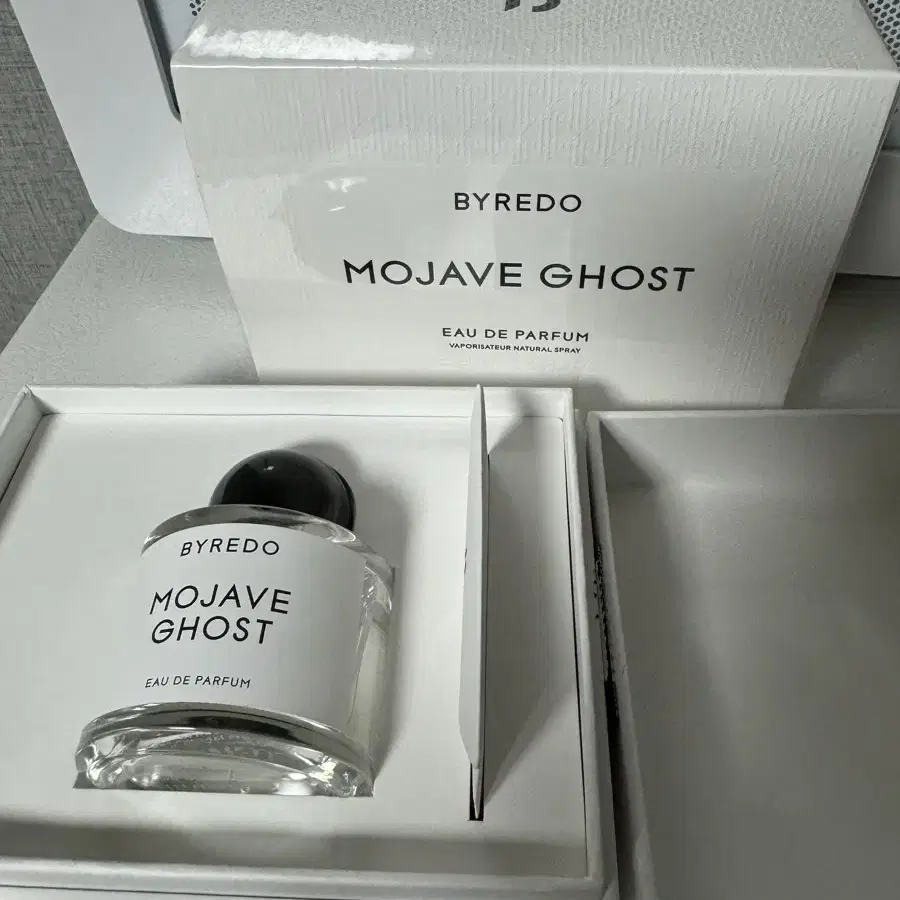 BYREDO
MOJAVE GHOST
EAU DE PARFUM
VAPORISATEUR NATURAL SPRAY
BYREDO
MOJAVE
GHOST
EAU DE PARFUM